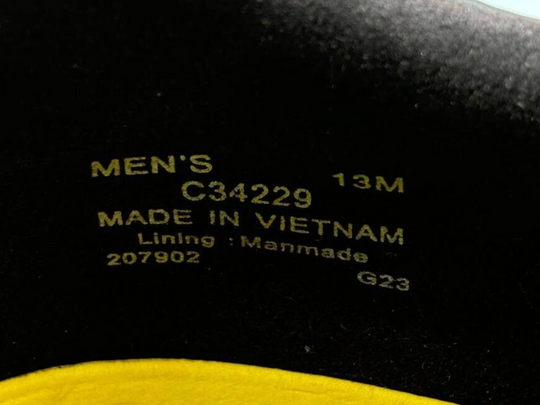 MEN'S 13M
C34229
MADE IN VIETNAM
Lining : Manmade
207902
G23